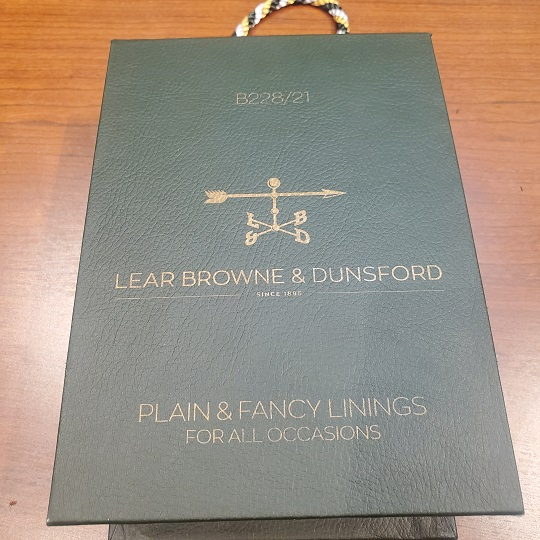 B228/21
L B
& D
LEAR BROWNE & DUNSFORD
SINCE 1895
PLAIN & FANCY LININGS
FOR ALL OCCASIONS